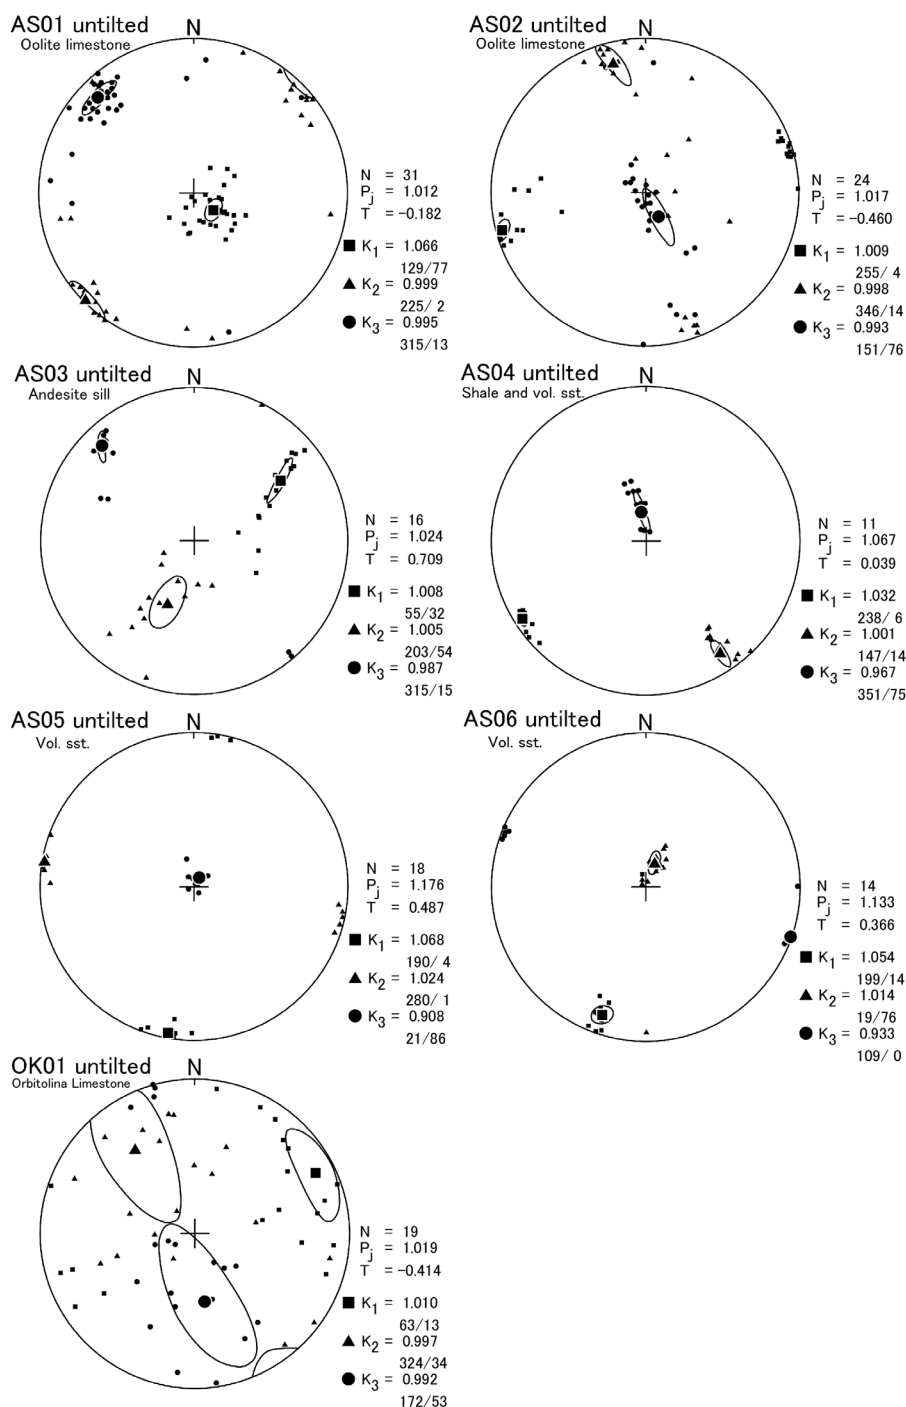 AS01 untilted
Oolite limestone
N
N = 31
Pj = 1.012
T = −0.182
K1 = 1.066
129/77
K2 = 0.999
225/ 2
K3 = 0.995
315/13
AS02 untilted
Oolite limestone
N
N = 24
Pj = 1.017
T = −0.460
K1 = 1.009
255/ 4
K2 = 0.998
346/14
K3 = 0.993
151/76
AS03 untilted
Andesite sill
N
N = 16
Pj = 1.024
T = 0.709
K1 = 1.008
55/32
K2 = 1.005
203/54
K3 = 0.987
315/15
AS04 untilted
Shale and vol. sst.
N
N = 11
Pj = 1.067
T = 0.039
K1 = 1.032
238/ 6
K2 = 1.001
147/14
K3 = 0.967
351/75
AS05 untilted
Vol. sst.
N
N = 18
Pj = 1.176
T = 0.487
K1 = 1.068
190/ 4
K2 = 1.024
280/ 1
K3 = 0.908
21/86
AS06 untilted
Vol. sst.
N
N = 14
Pj = 1.133
T = 0.366
K1 = 1.054
199/14
K2 = 1.014
19/76
K3 = 0.933
109/ 0
OK01 untilted
Orbitolina Limestone
N
N = 19
Pj = 1.019
T = −0.414
K1 = 1.010
63/13
K2 = 0.997
324/34
K3 = 0.992
172/53